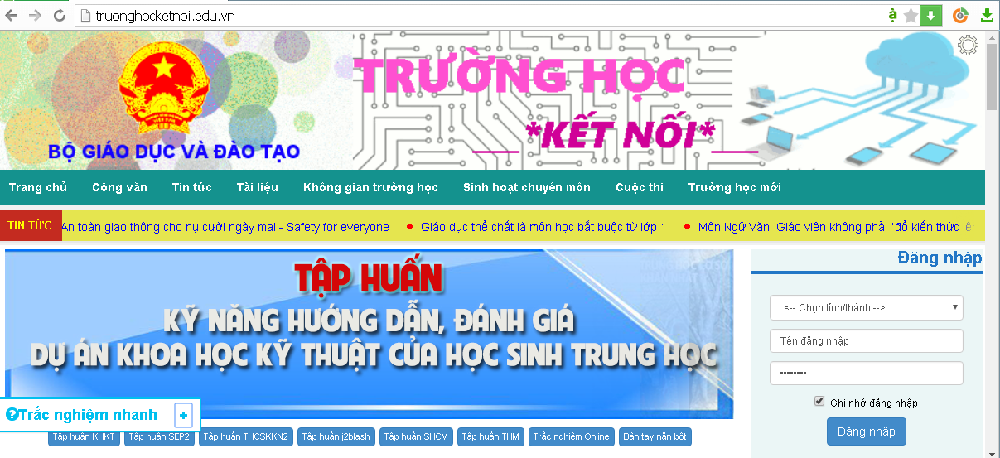 truonghocketnoi.edu.vn
TRƯỜNG HỌC
*KẾT NỐI*
VIỆT NAM
BỘ GIÁO DỤC VÀ ĐÀO TẠO
Trang chủ Công văn Tin tức Tài liệu Không gian trường học Sinh hoạt chuyên môn Cuộc thi Trường học mới
TIN TỨC An toàn giao thông cho nụ cười ngày mai - Safety for everyone • Giáo dục thể chất là môn học bắt buộc từ lớp 1 • Môn Ngữ Văn: Giáo viên không phải "đổ kiến thức lên
TẬP HUẤN
KỸ NĂNG HƯỚNG DẪN, ĐÁNH GIÁ
DỰ ÁN KHOA HỌC KỸ THUẬT CỦA HỌC SINH TRUNG HỌC
Đăng nhập
<-- Chọn tỉnh/thành -->
Tên đăng nhập
••••••••
Ghi nhớ đăng nhập
Đăng nhập
Trắc nghiệm nhanh +
Tập huấn KHKT Tập huấn SEP2 Tập huấn THCSKKN2 Tập huấn j2blash Tập huấn SHCM Tập huấn THM Trắc nghiệm Online Bàn tay nặn bột